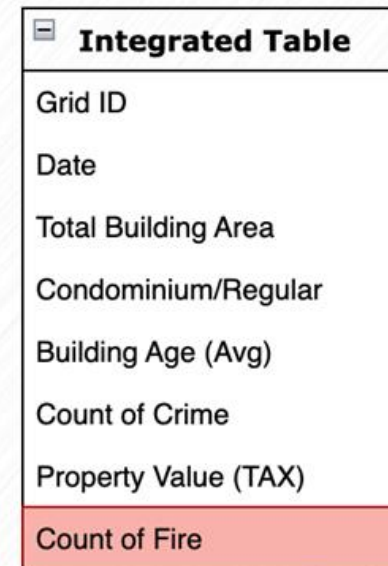 Integrated Table
Grid ID
Date
Total Building Area
Condominium/Regular
Building Age (Avg)
Count of Crime
Property Value (TAX)
Count of Fire